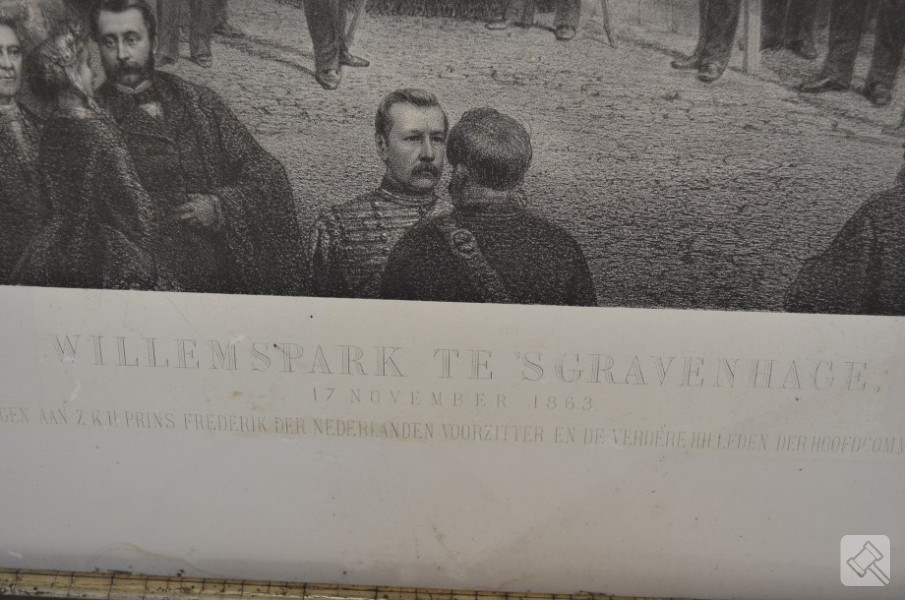 WILLEMSPARK TE 'SGRAVENHAGE.
17 NOVEMBER 1863
GEN AAN Z.K.H. PRINS FREDERIK DER NEDERLANDEN VOORZITTER EN DE VERDERE HH LEDEN DER HOOFDCOM